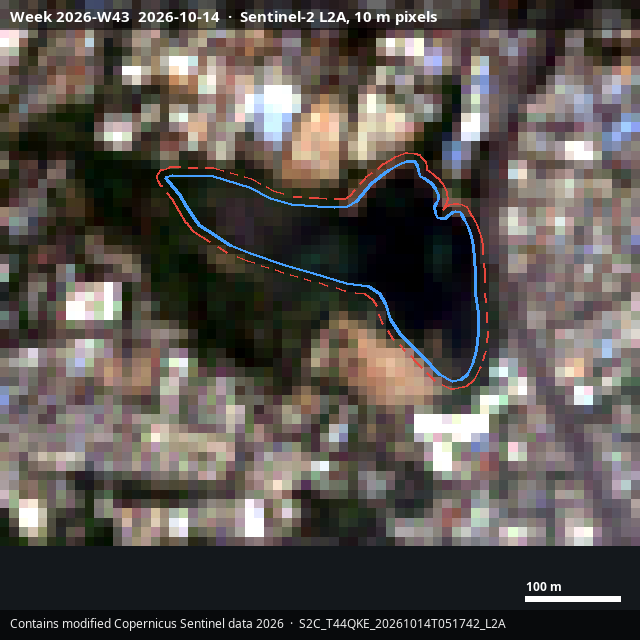 Week 2026-W43 2026-10-14 · Sentinel-2 L2A, 10 m pixels
100 m
Contains modified Copernicus Sentinel data 2026 · S2C_T44QKE_20261014T051742_L2A